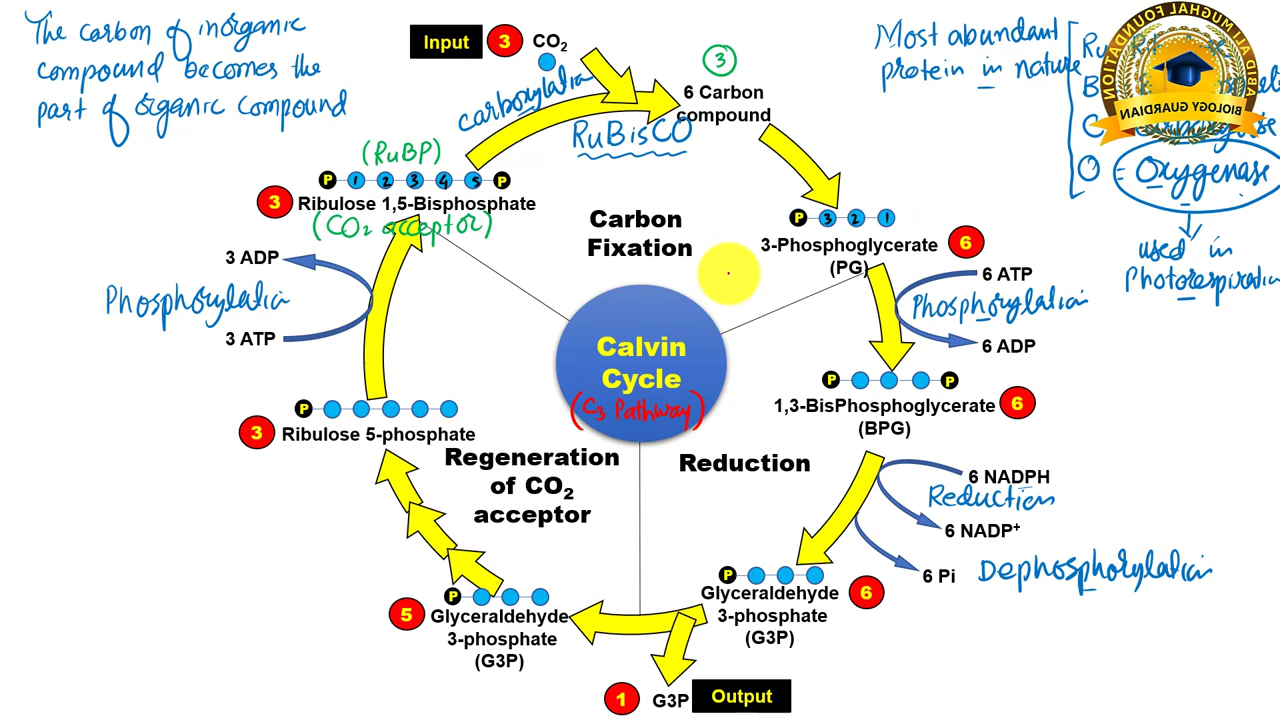 The carbon of inorganic
compound becomes the
part of organic compound
Input 3 CO₂
carboxylation
RuBisCO
3
6 Carbon
compound
Most abundant
protein in nature
Ru
B
C
O = Oxygenase
used in
Photorespiration
ABID ALI MUGHAL FOUNDATION
BIOLOGY GUARDIAN
(RuBP)
P 1 2 3 4 5 P
3 Ribulose 1,5-Bisphosphate
(CO₂ acceptor)
Carbon
Fixation
P 3 2 1
3-Phosphoglycerate 6
(PG)
3 ADP
Phosphorylation
3 ATP
6 ATP
Phosphorylation
6 ADP
Calvin
Cycle
(C3 Pathway)
P P
1,3-BisPhosphoglycerate 6
(BPG)
P
3 Ribulose 5-phosphate
Regeneration
of CO₂
acceptor
Reduction
6 NADPH
Reduction
6 NADP⁺
6 Pi Dephosphorylation
P
Glyceraldehyde 6
3-phosphate
(G3P)
P
5 Glyceraldehyde
3-phosphate
(G3P)
1 G3P Output